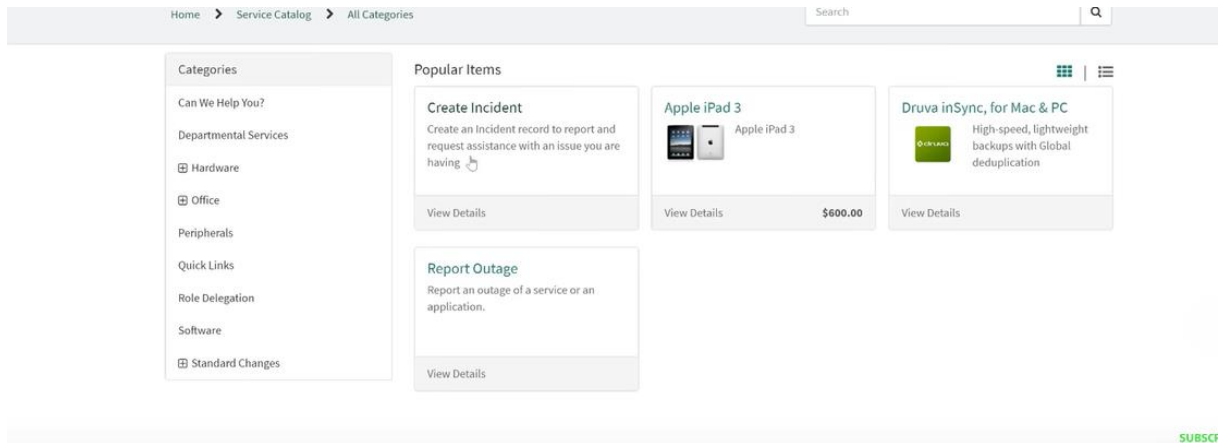 Home > Service Catalog > All Categories
Search
Categories
Can We Help You?
Departmental Services
Hardware
Office
Peripherals
Quick Links
Role Delegation
Software
Standard Changes
Popular Items
Create Incident
Create an Incident record to report and
request assistance with an issue you are
having
View Details
Apple iPad 3
Apple iPad 3
View Details $600.00
Druva inSync, for Mac & PC
druva
High-speed, lightweight
backups with Global
deduplication
View Details
Report Outage
Report an outage of a service or an
application.
View Details